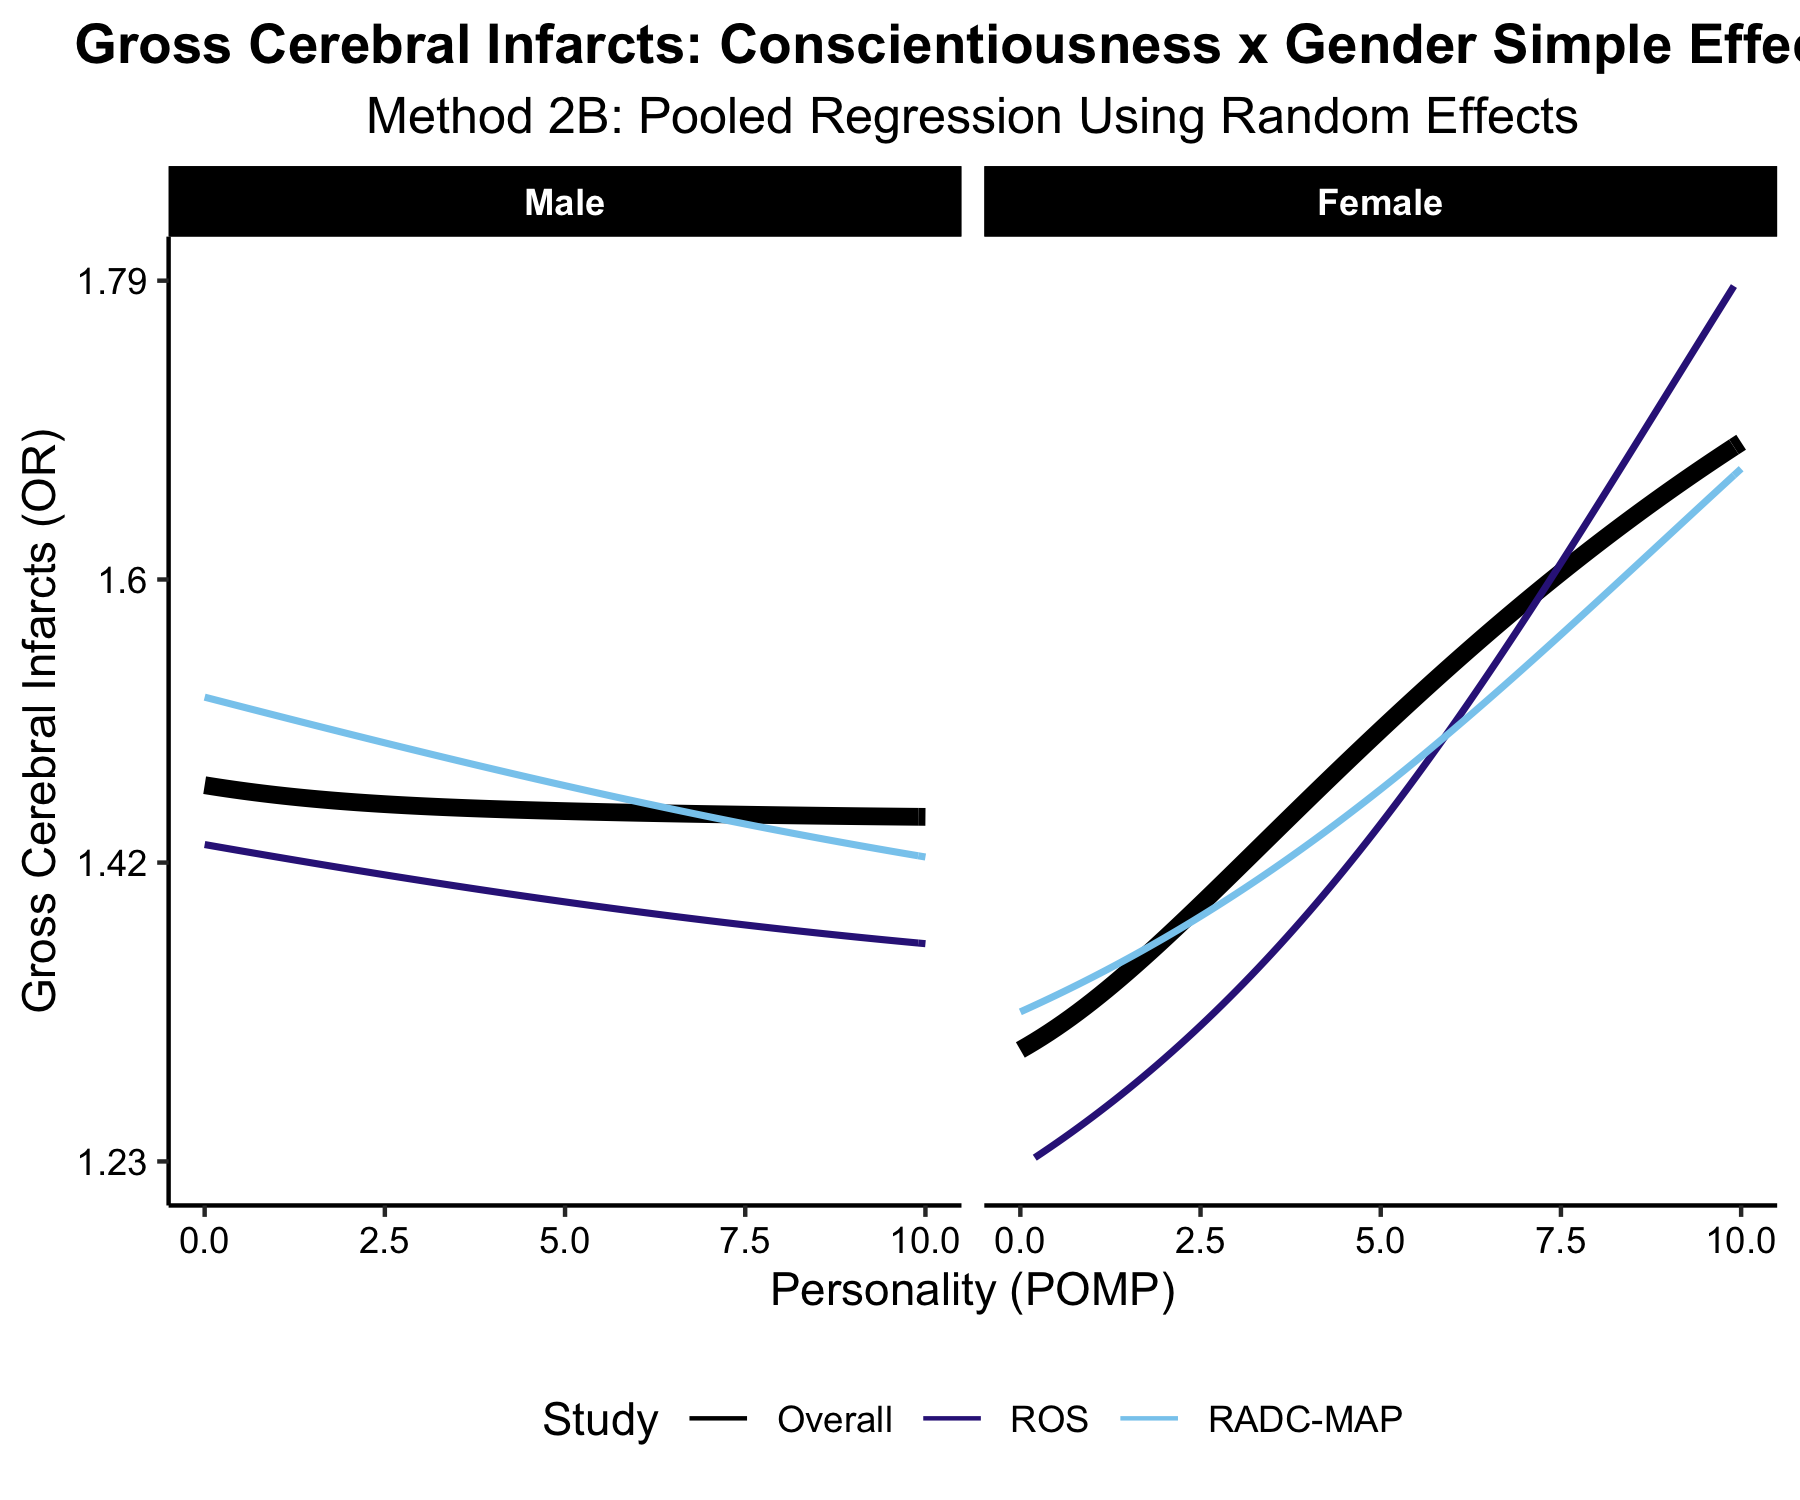 Gross Cerebral Infarcts: Conscientiousness x Gender Simple Effe
Method 2B: Pooled Regression Using Random Effects
Male
Female
Gross Cerebral Infarcts (OR)
1.79
1.6
1.42
1.23
0.0 2.5 5.0 7.5 10.0
0.0 2.5 5.0 7.5 10.0
Personality (POMP)
Study Overall ROS RADC-MAP